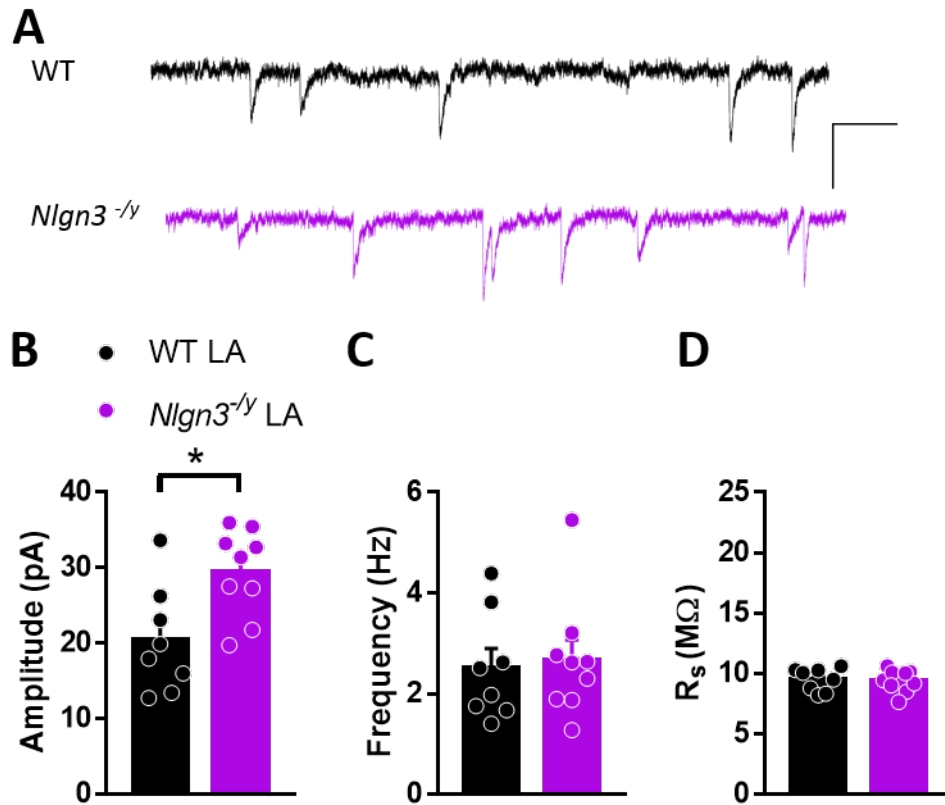 A
WT
Nlgn3 -/y
B
WT LA
Nlgn3-/y LA
*
Amplitude (pA)
40
30
20
10
0
C
Frequency (Hz)
6
4
2
0
D
Rs (MΩ)
25
20
15
10
5
0